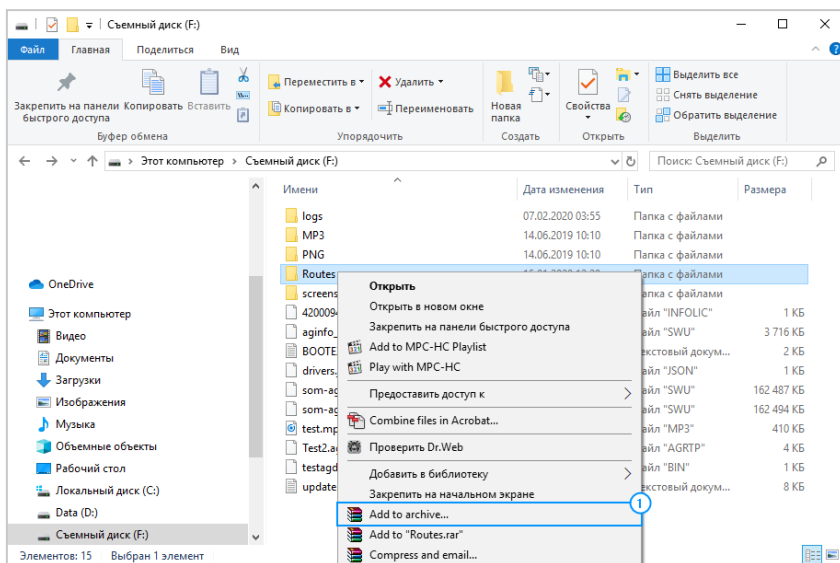 Съемный диск (F:)
Файл Главная Поделиться Вид
Закрепить на панели быстрого доступа
Копировать
Вставить
Буфер обмена
Переместить в
Копировать в
Удалить
Переименовать
Упорядочить
Новая папка
Создать
Свойства
Открыть
Выделить все
Снять выделение
Обратить выделение
Выделить
Этот компьютер > Съемный диск (F:)
Поиск: Съемный диск (F:)
Имени Дата изменения Тип Размера
logs 07.02.2020 03:55 Папка с файлами
MP3 14.06.2019 10:10 Папка с файлами
PNG 14.06.2019 10:10 Папка с файлами
Routes Папка с файлами
screens апка с файлами
420009 айл "INFOLIC" 1 КБ
aginfo_ айл "SWU" 3 716 КБ
BOOTE екстовый докум... 2 КБ
drivers. айл "JSON" 1 КБ
som-ag айл "SWU" 162 487 КБ
som-ag айл "SWU" 162 494 КБ
test.mp айл "MP3" 410 КБ
Test2.a айл "AGRTP" 4 КБ
testagd айл "BIN" 1 КБ
update екстовый докум... 8 КБ
OneDrive
Этот компьютер
Видео
Документы
Загрузки
Изображения
Музыка
Объемные объекты
Рабочий стол
Локальный диск (C:)
Data (D:)
Съемный диск (F:)
Открыть
Открыть в новом окне
Закрепить на панели быстрого доступа
Add to MPC-HC Playlist
Play with MPC-HC
Предоставить доступ к
Combine files in Acrobat...
Проверить Dr.Web
Добавить в библиотеку
Закрепить на начальном экране
1
Add to archive...
Add to "Routes.rar"
Compress and email...
Элементов: 15 Выбран 1 элемент